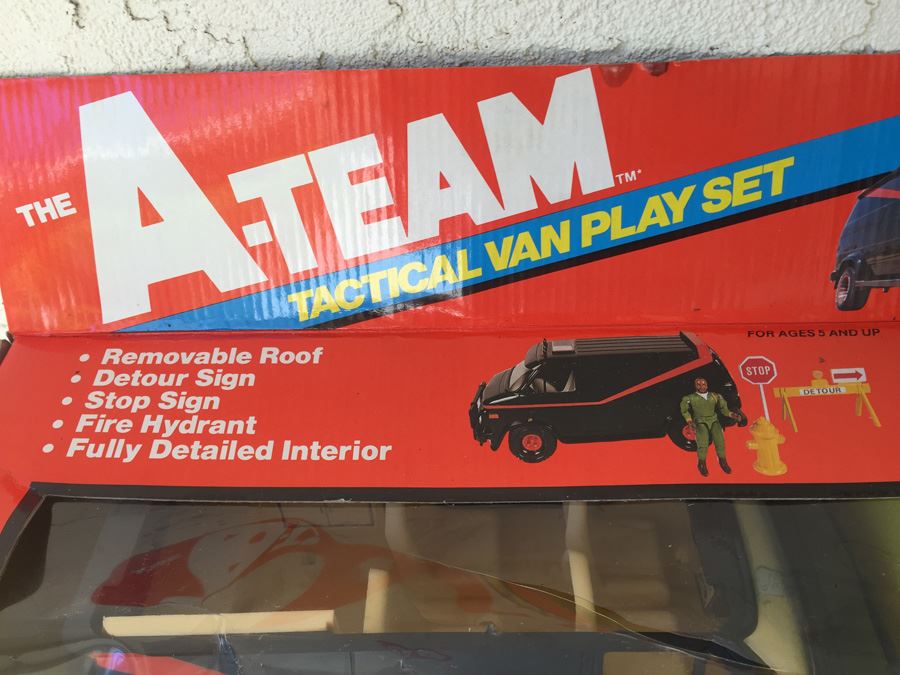 THE A-TEAM TM*
TACTICAL VAN PLAY SET
FOR AGES 5 AND UP
• Removable Roof
• Detour Sign
• Stop Sign
• Fire Hydrant
• Fully Detailed Interior
STOP
DETOUR